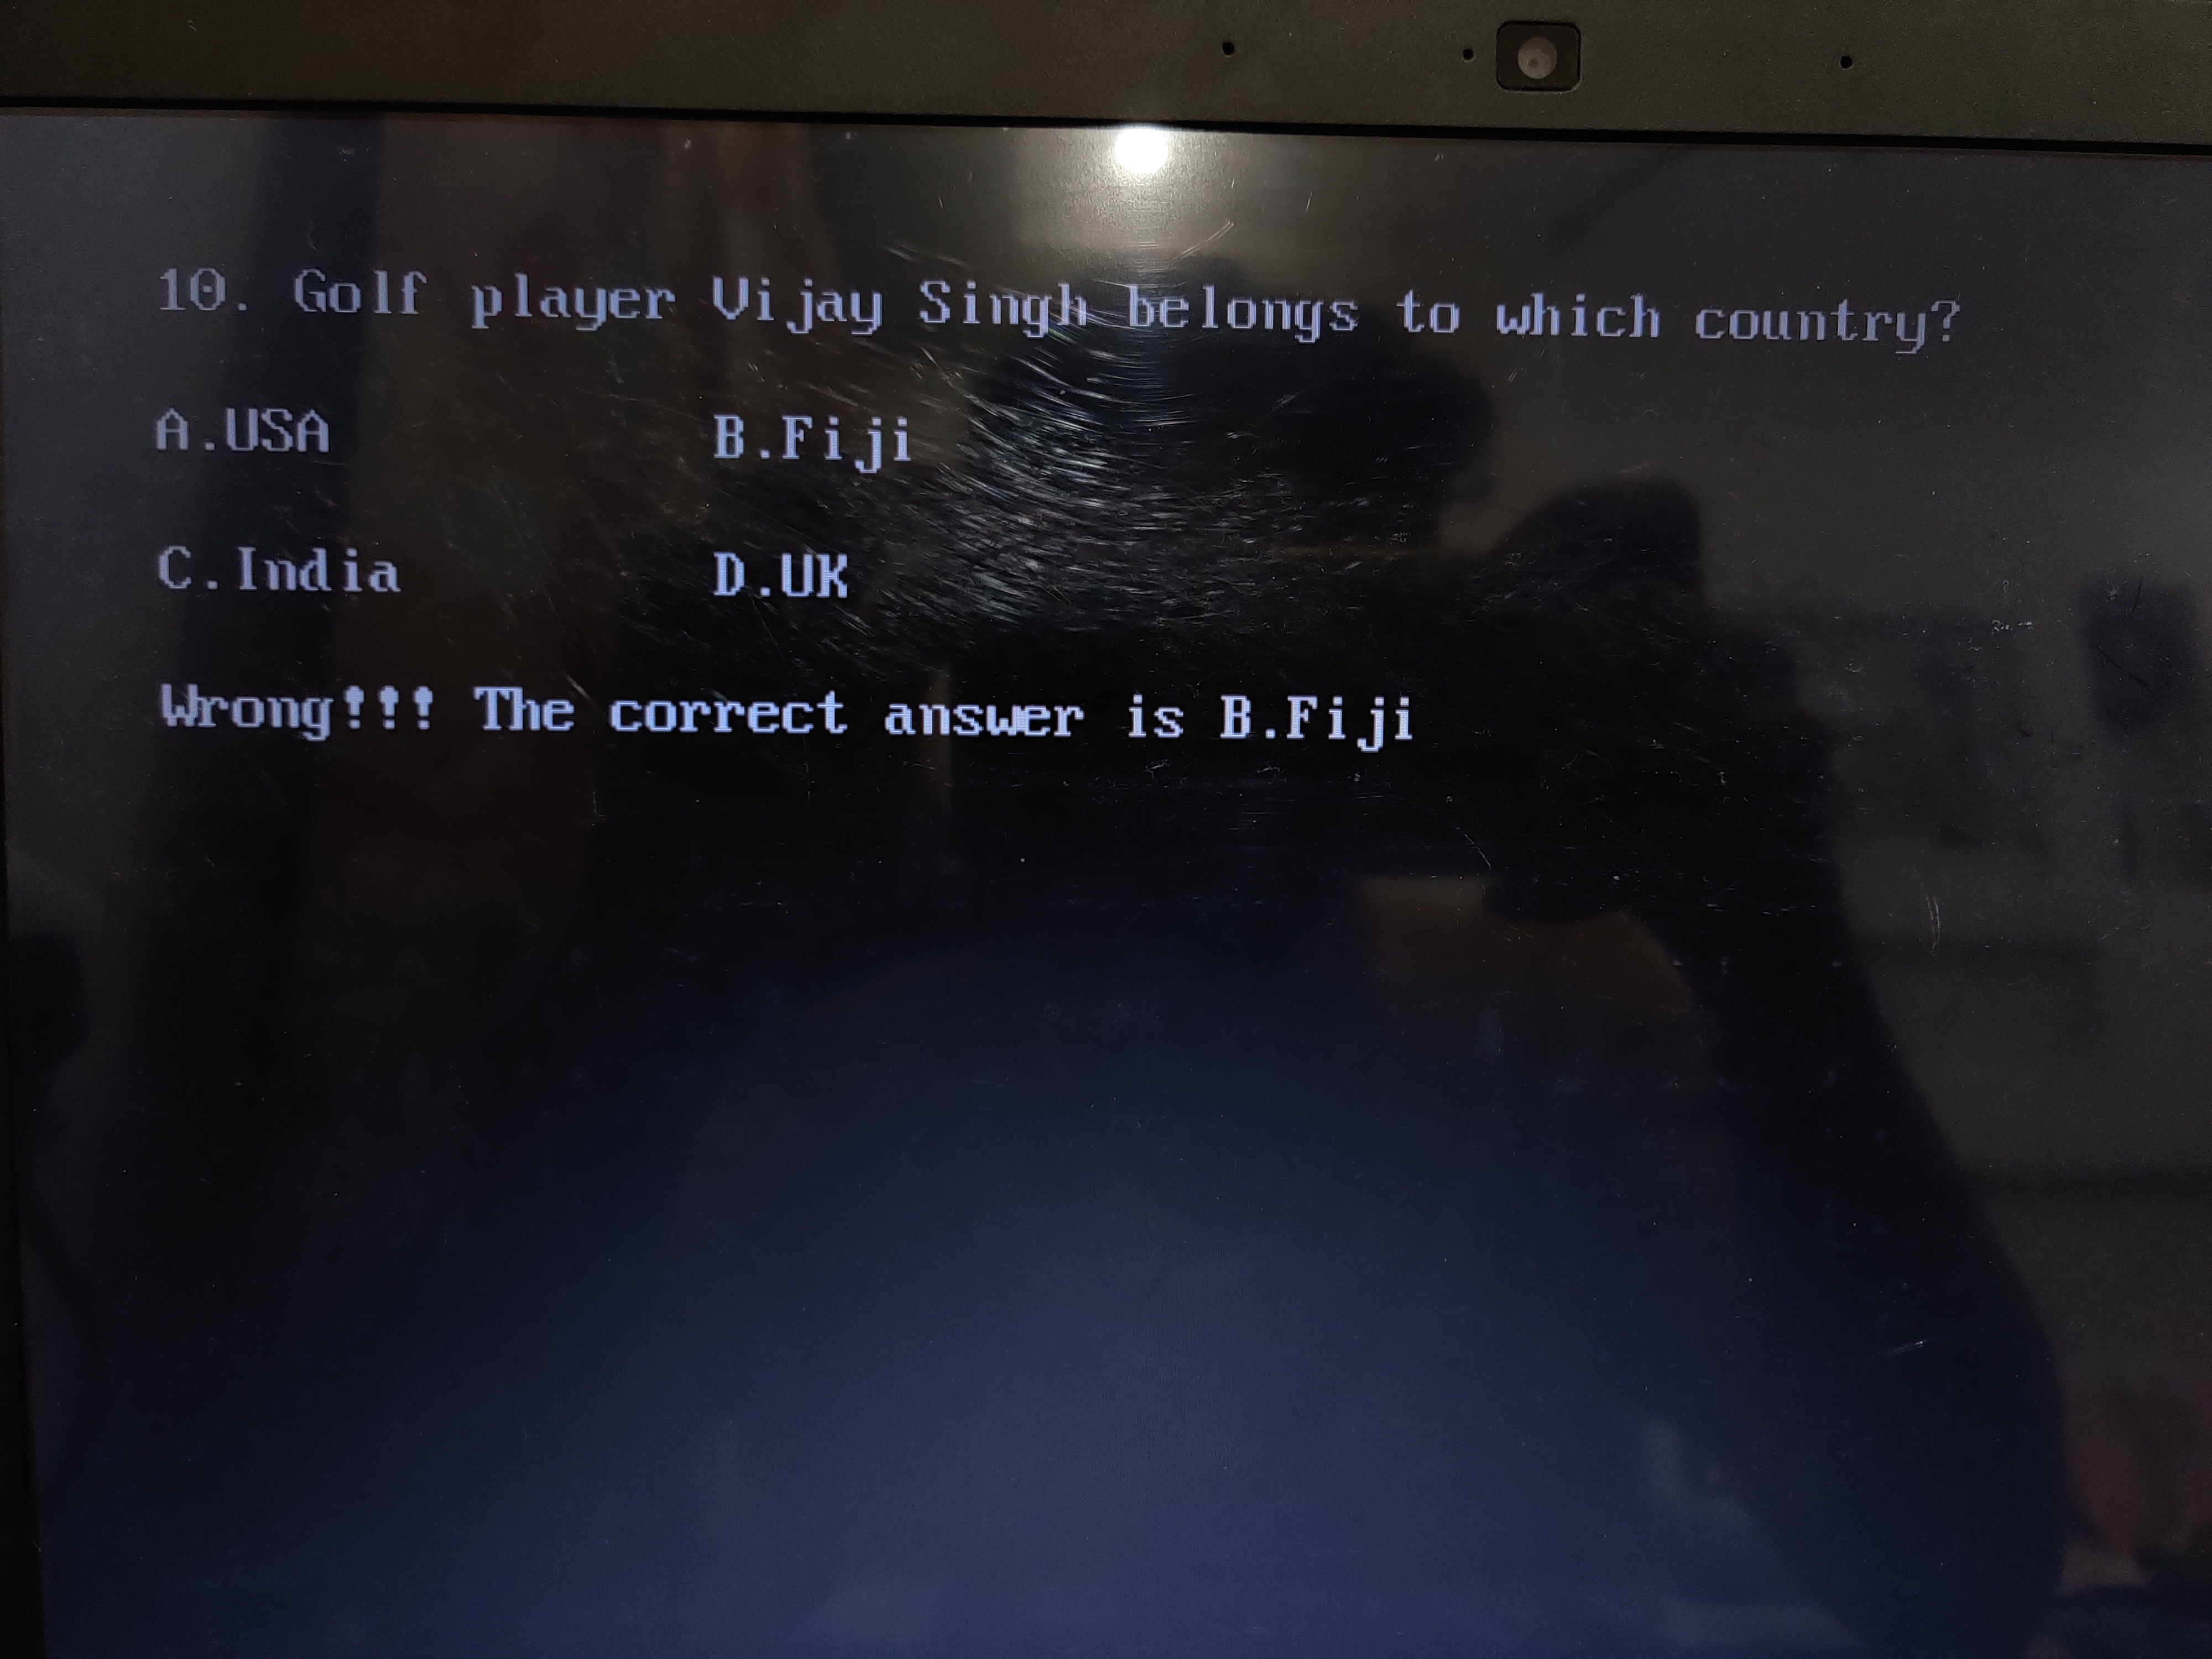 10. Golf player Vijay Singh belongs to which country?
A.USA B.Fiji
C.India D.UK
Wrong!!! The correct answer is B.Fiji